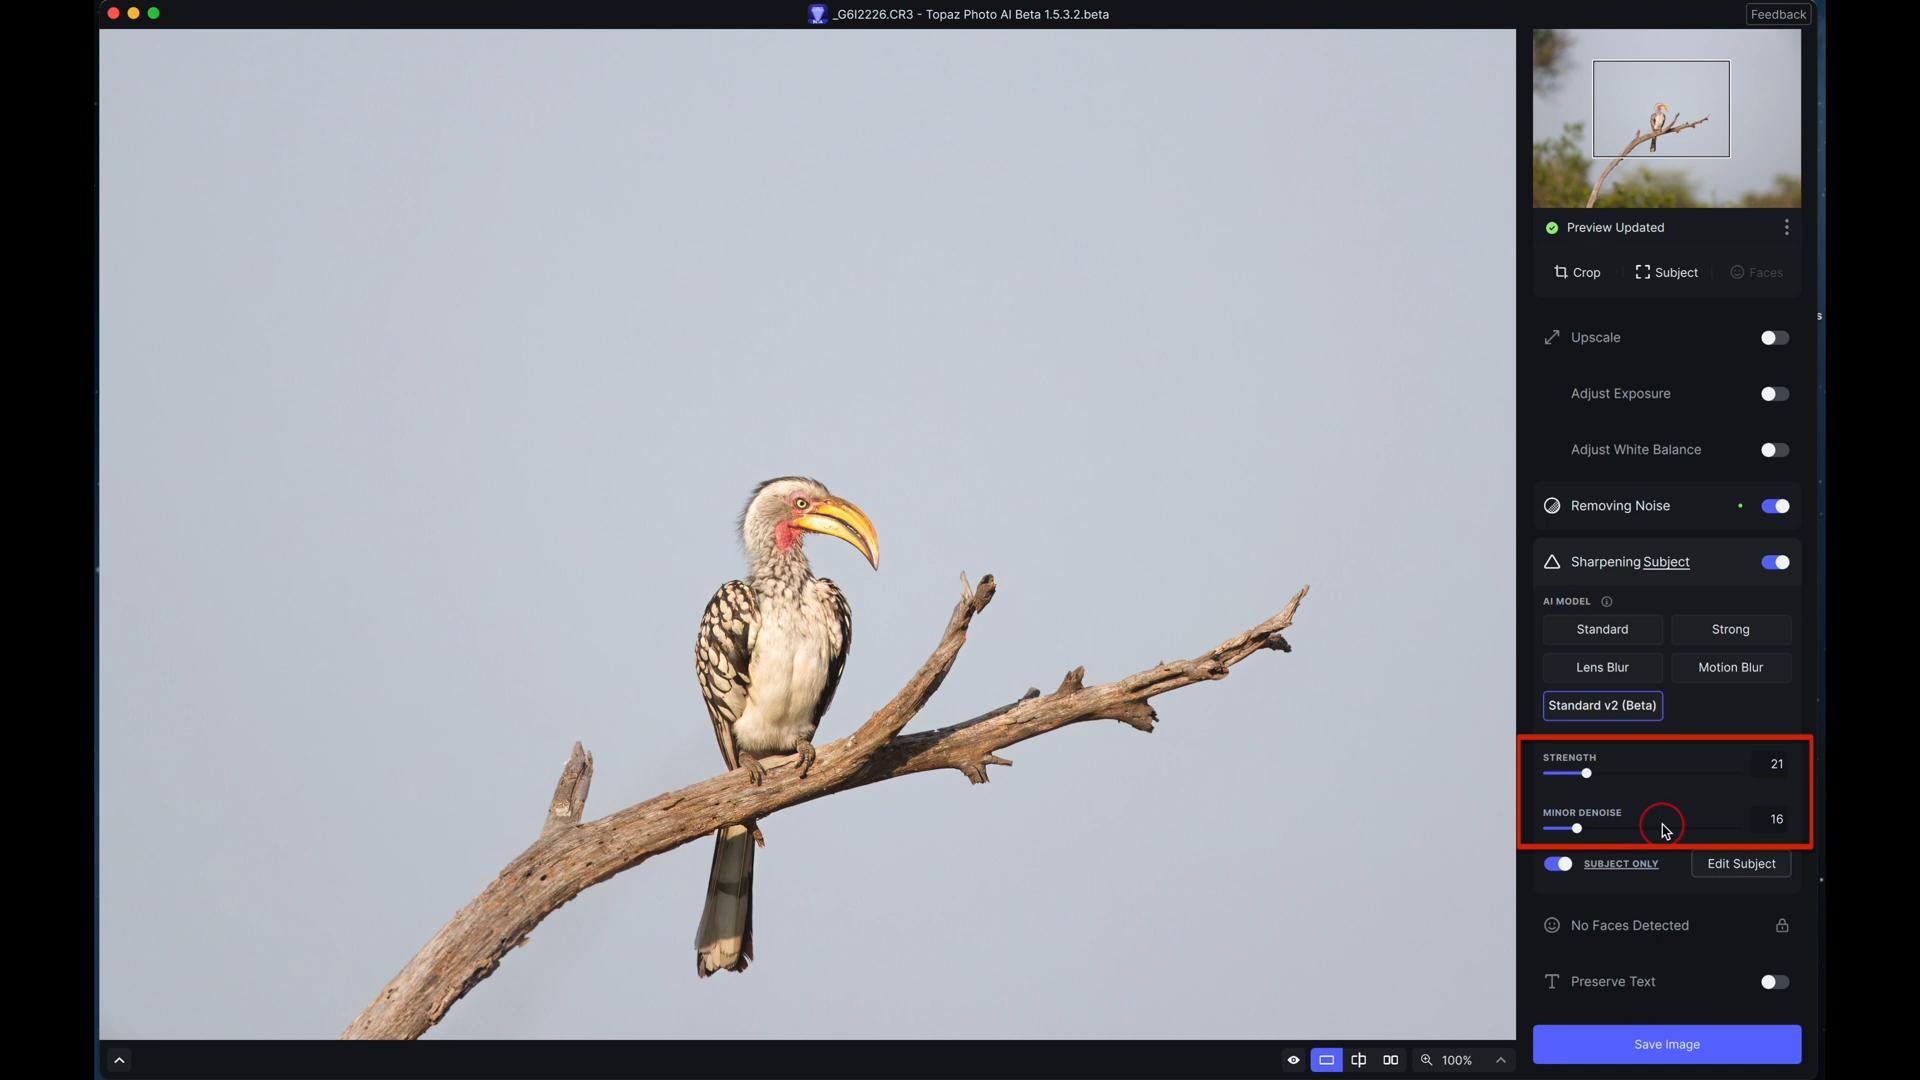 _G6I2226.CR3 - Topaz Photo AI Beta 1.5.3.2.beta
Feedback
Preview Updated
Crop
Subject
Faces
Upscale
Adjust Exposure
Adjust White Balance
Removing Noise
Sharpening Subject
AI MODEL
Standard
Strong
Lens Blur
Motion Blur
Standard v2 (Beta)
STRENGTH
21
MINOR DENOISE
16
SUBJECT ONLY
Edit Subject
No Faces Detected
Preserve Text
Save Image
100%